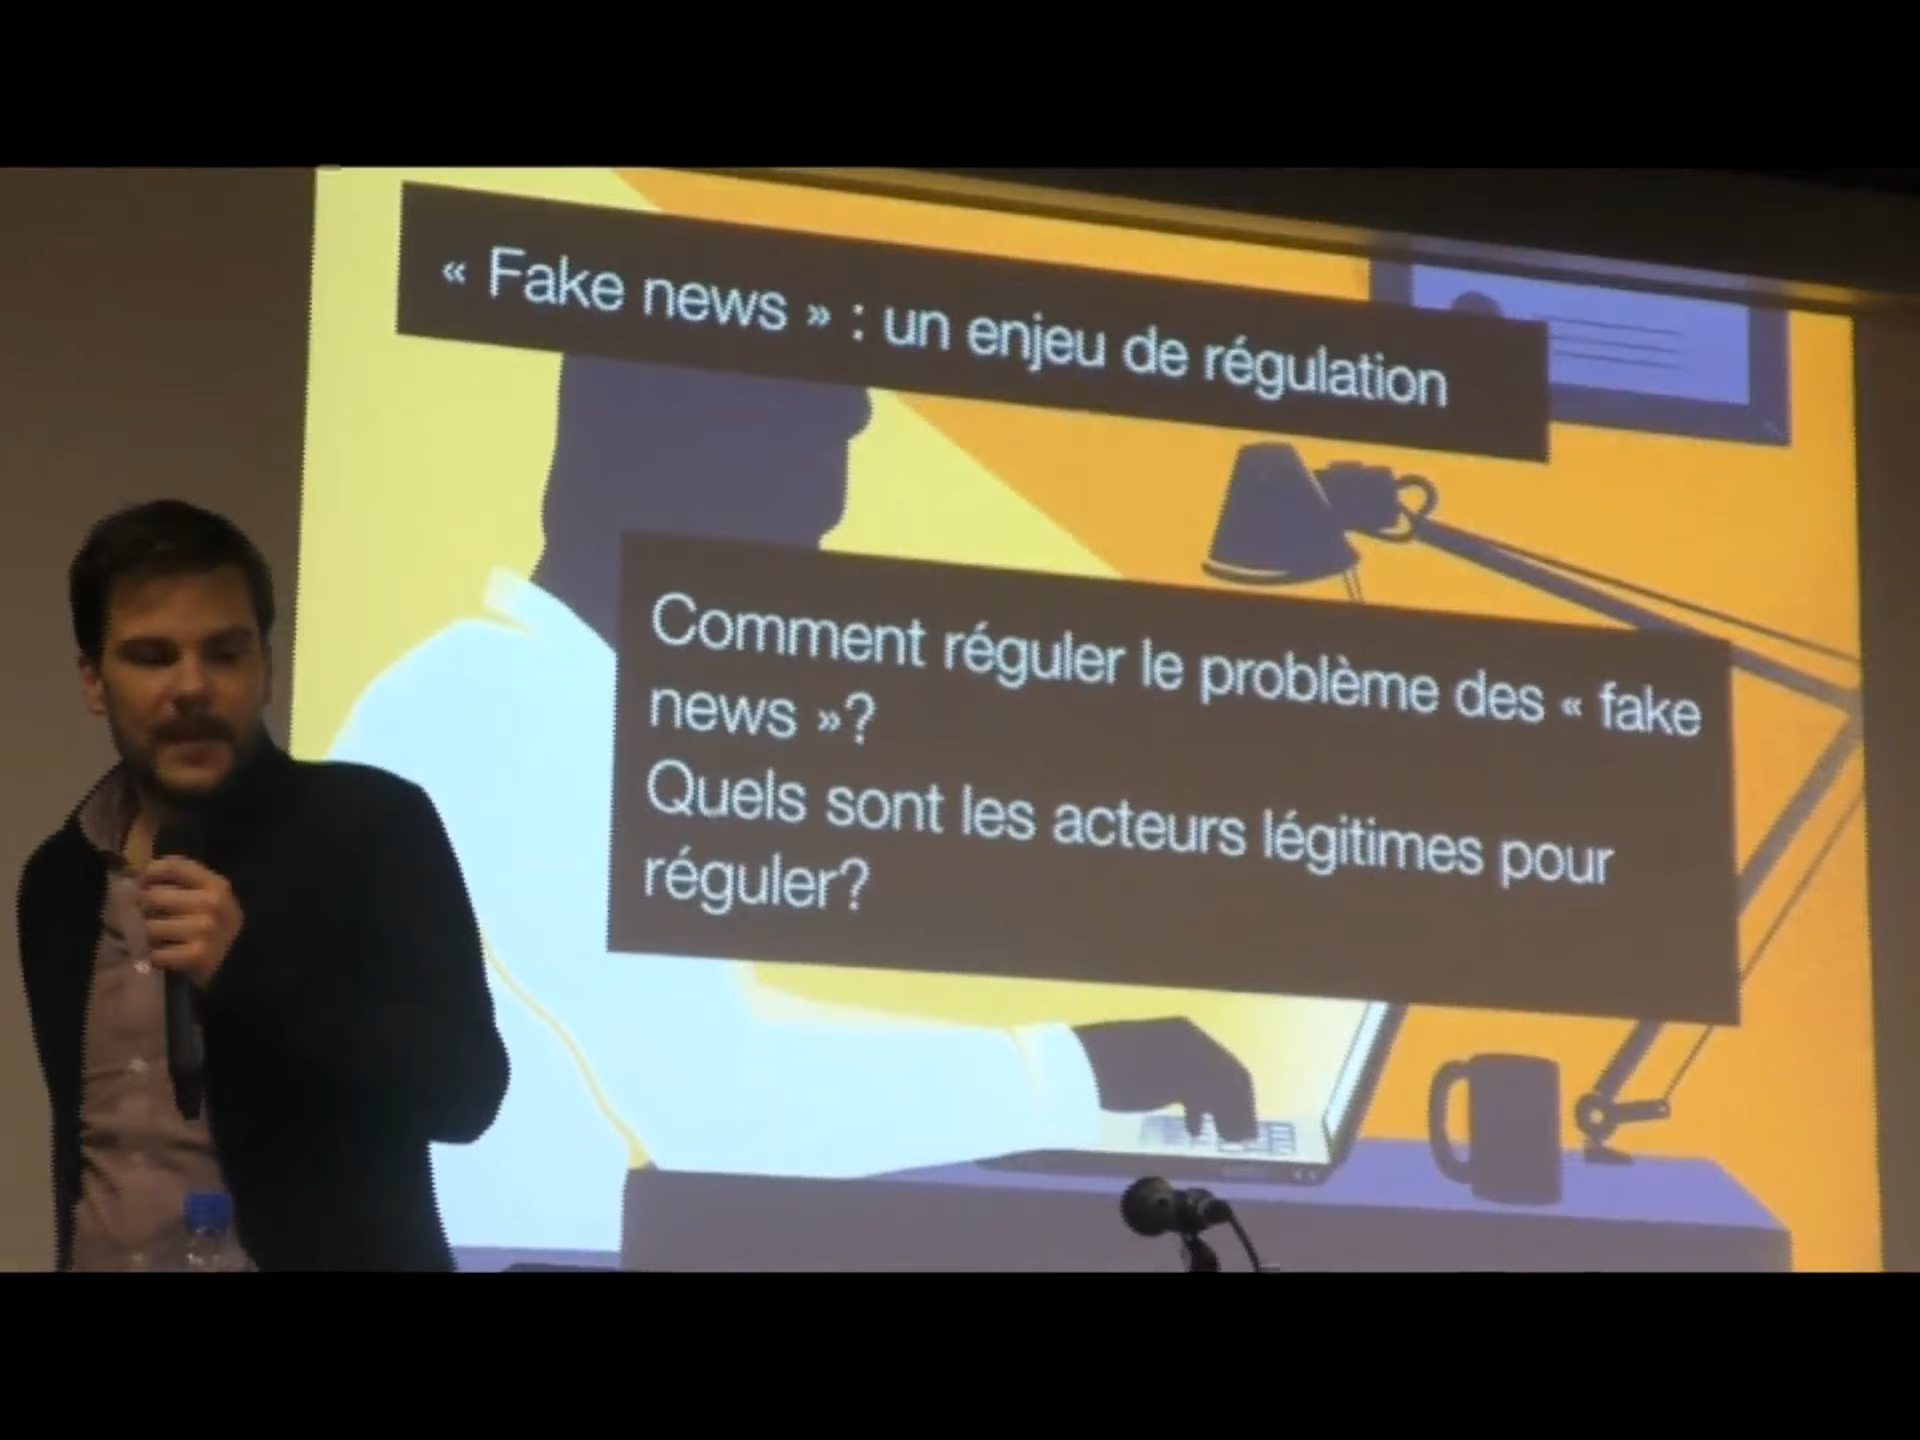 « Fake news » : un enjeu de régulation
Comment réguler le problème des « fake
news »?
Quels sont les acteurs légitimes pour
réguler?